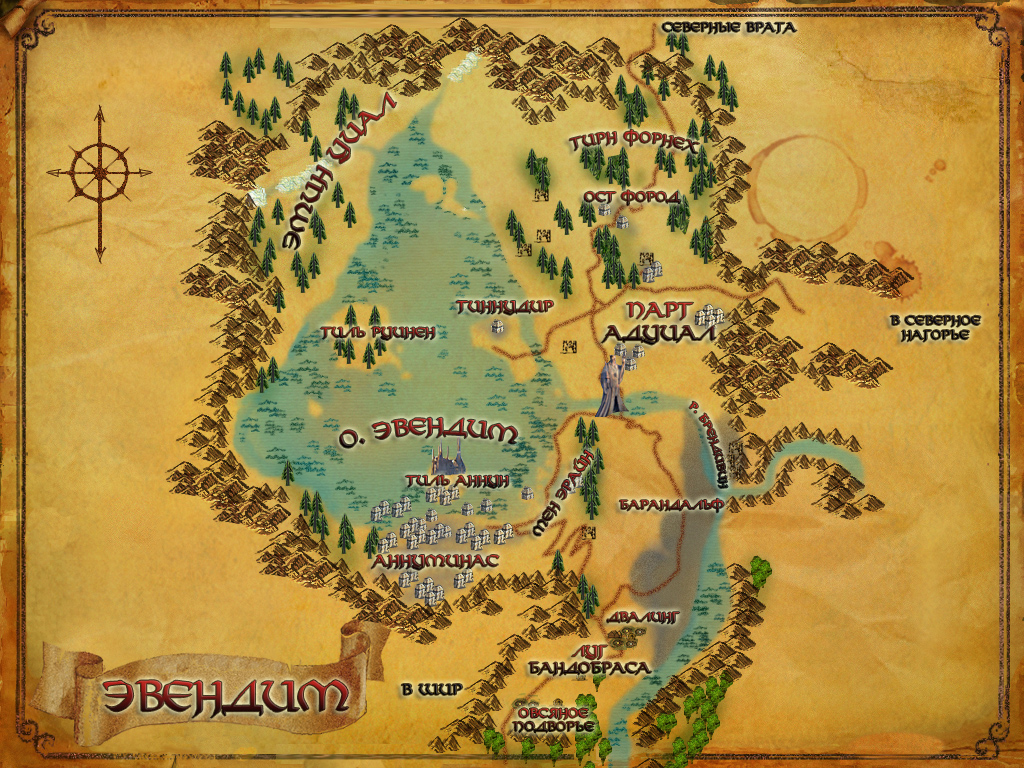 СЕВЕРНЫЕ ВРАТА
ЭМИН УИАЛ
ТИРН ФОРНЕХ
ОСТ ФОРОД
ТИННУДИР
ПАРТ
АДУИАЛ
ТИЛЬ РУИНЕН
В СЕВЕРНОЕ
НАГОРЬЕ
О. ЭВЕНДИМ
Р. БРЕНДИВИН
ТИЛЬ АННУН
МЕН ЭРАЙН
БАРАНДАЛЬФ
АННУМИНАС
ДВАЛИНГ
ЛУГ
БАНДОБРАСА
В ШИР
ЭВЕНДИМ
ОВСЯНОЕ
ПОДВОРЬЕ